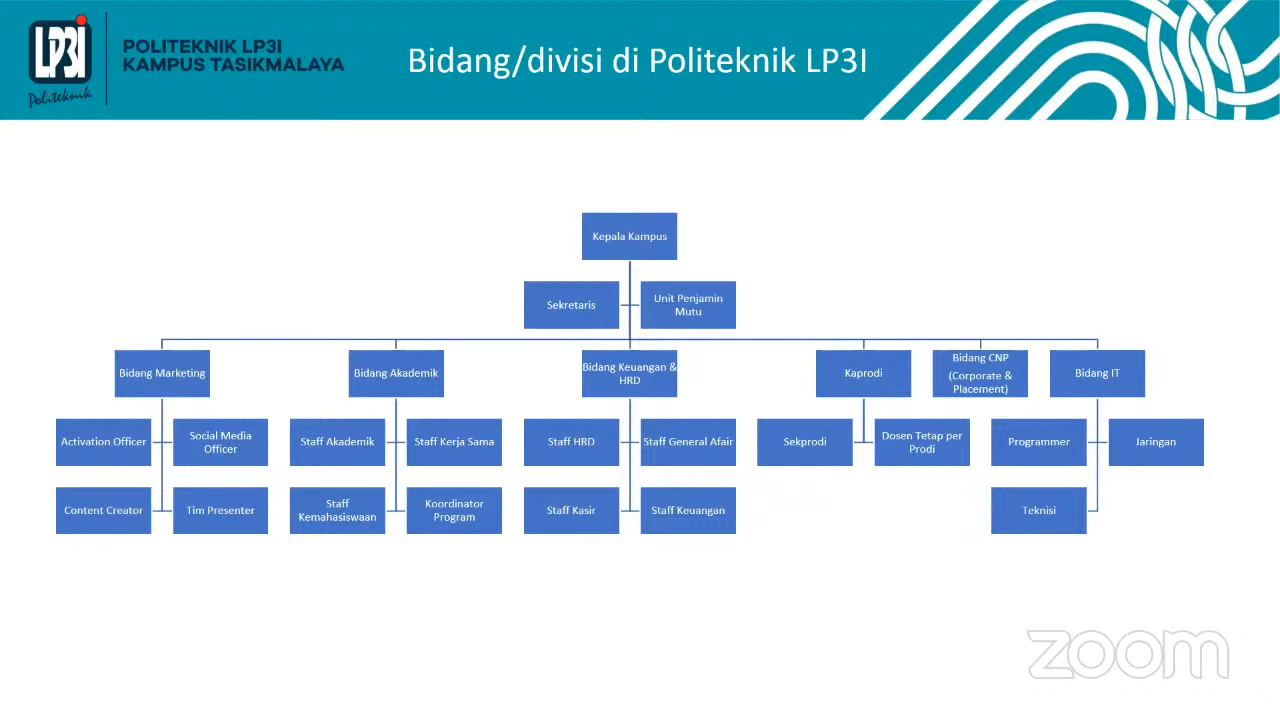 LP3I
Politeknik
POLITEKNIK LP3I
KAMPUS TASIKMALAYA
Bidang/divisi di Politeknik LP3I
Kepala Kampus
Sekretaris
Unit Penjamin
Mutu
Bidang Marketing
Bidang Akademik
Bidang Keuangan &
HRD
Kaprodi
Bidang CNP
(Corporate &
Placement)
Bidang IT
Activation Officer
Social Media
Officer
Staff Akademik
Staff Kerja Sama
Staff HRD
Staff General Afair
Sekprodi
Dosen Tetap per
Prodi
Programmer
Jaringan
Content Creator
Tim Presenter
Staff
Kemahasiswaan
Koordinator
Program
Staff Kasir
Staff Keuangan
Teknisi
zoom